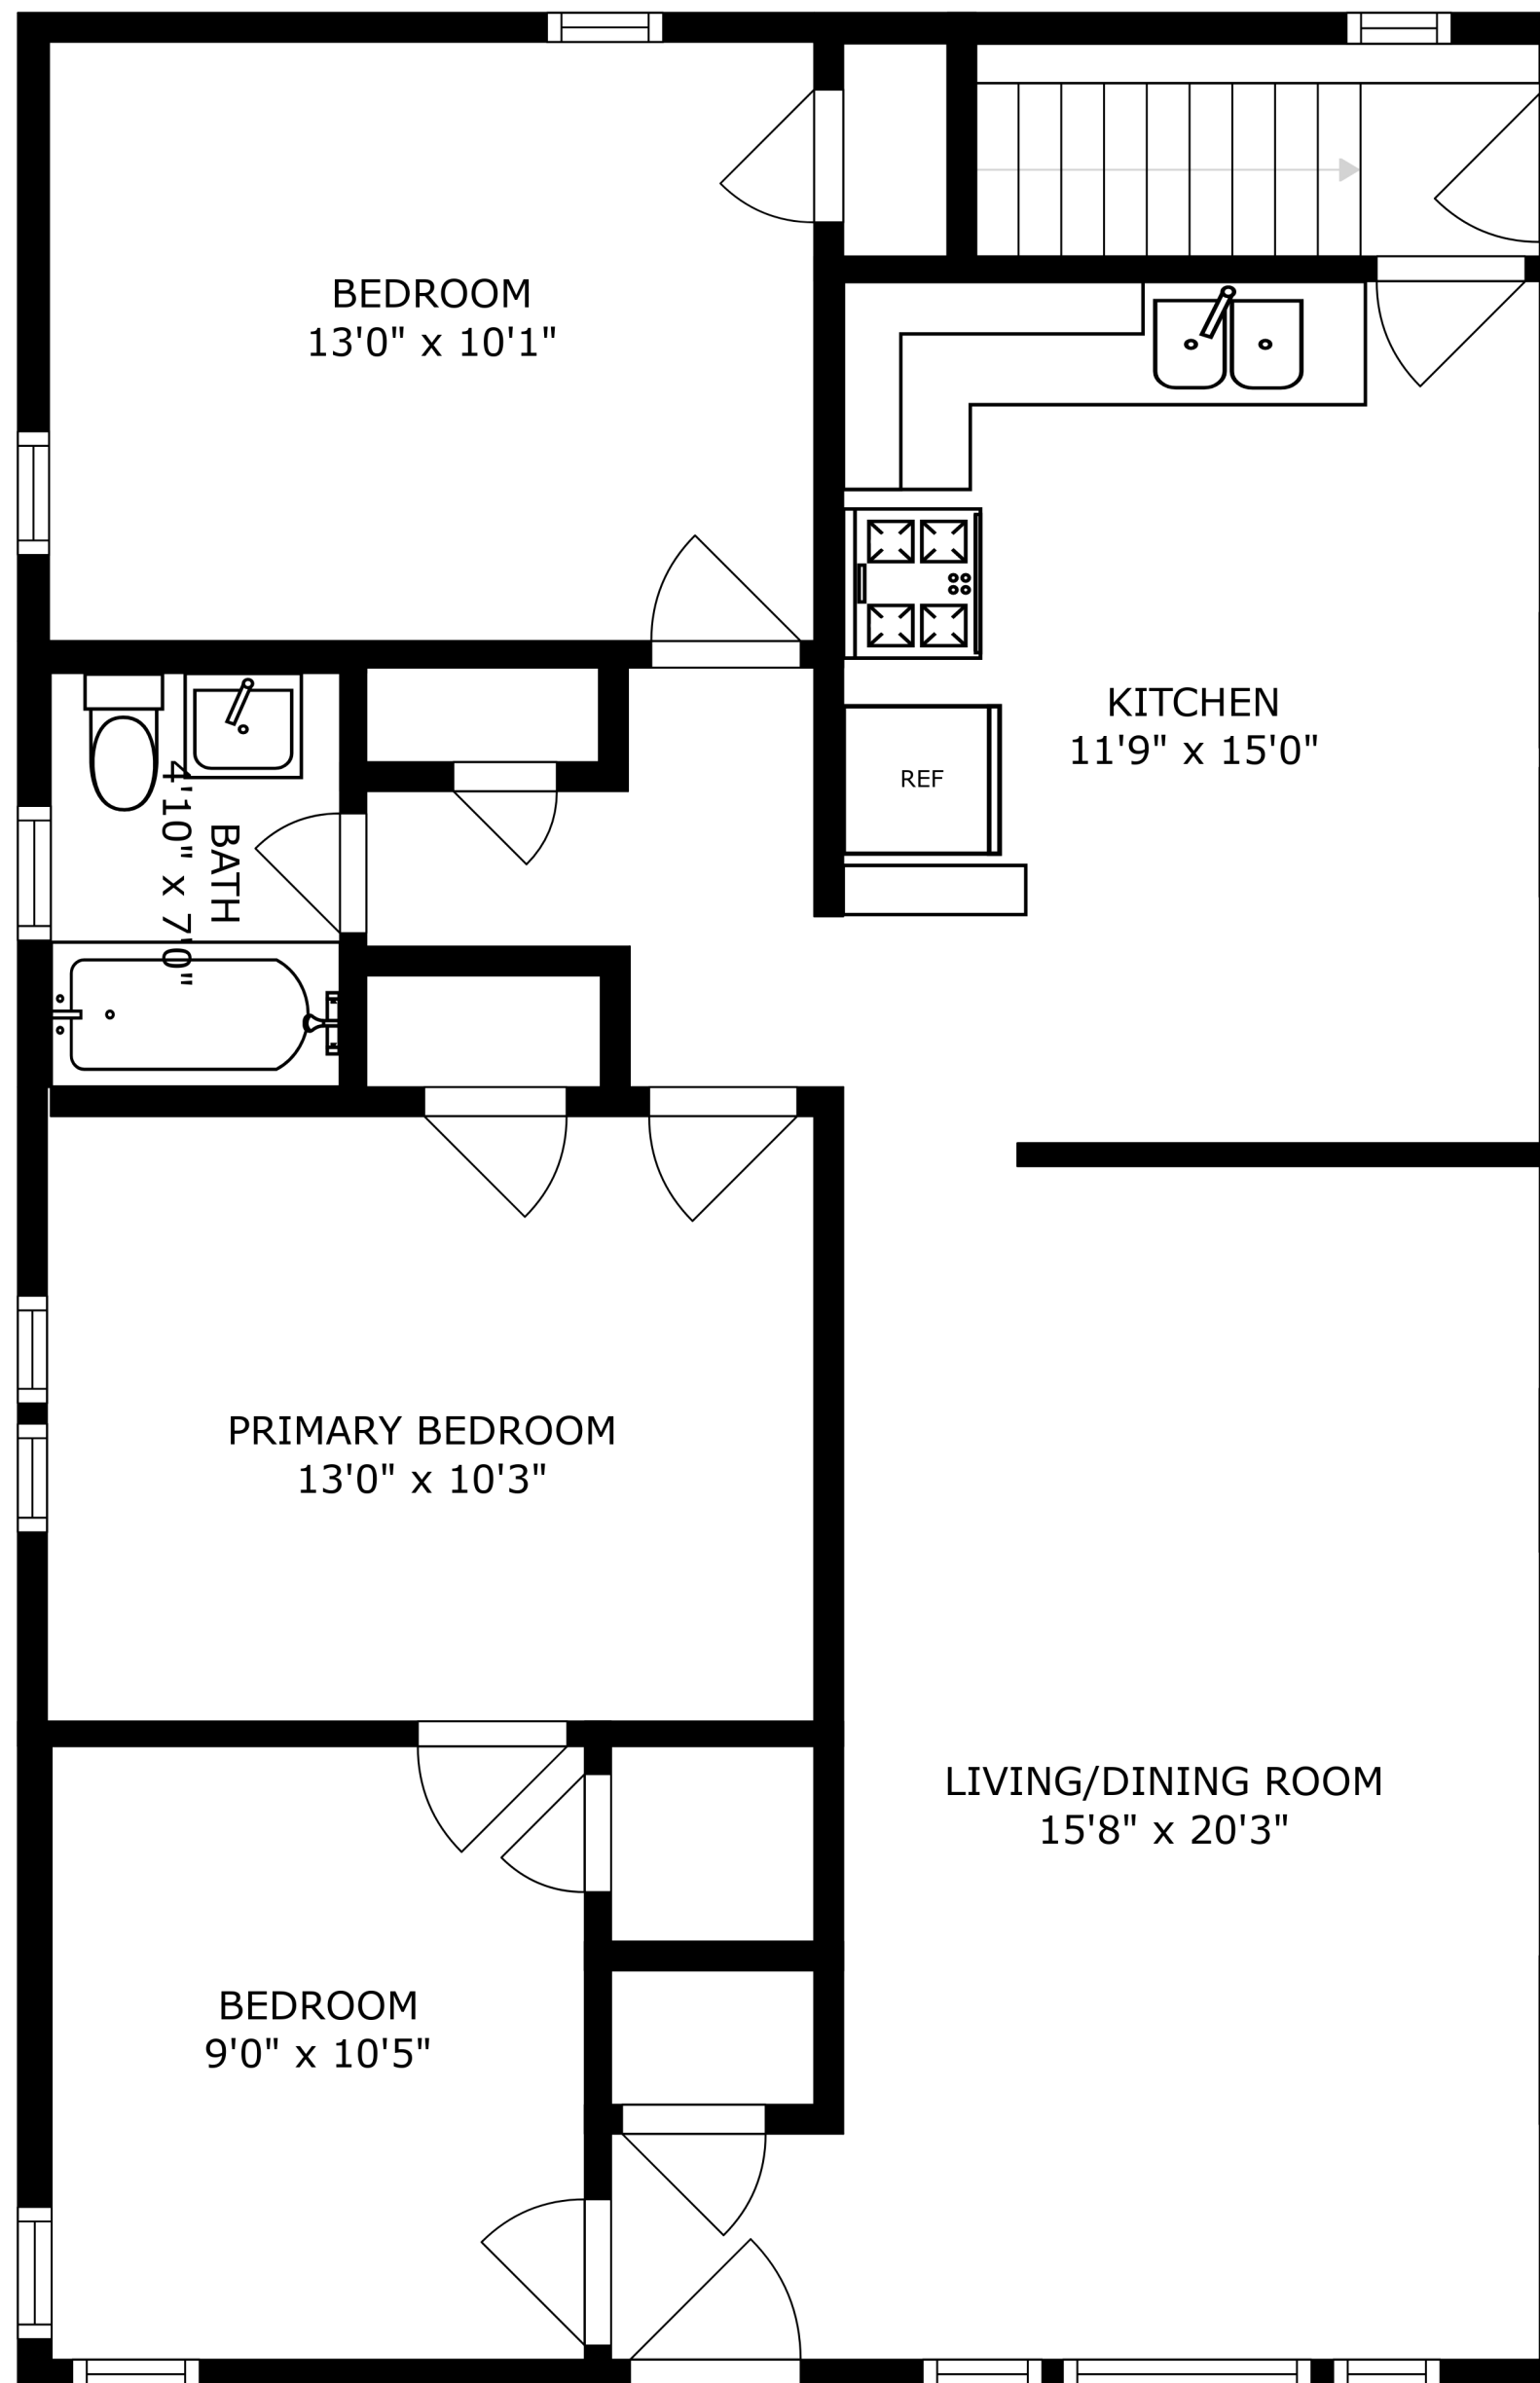 BEDROOM
13'0" x 10'1"
KITCHEN
11'9" x 15'0"
REF
BATH
4'10" x 7'0"
PRIMARY BEDROOM
13'0" x 10'3"
LIVING/DINING ROOM
15'8" x 20'3"
BEDROOM
9'0" x 10'5"